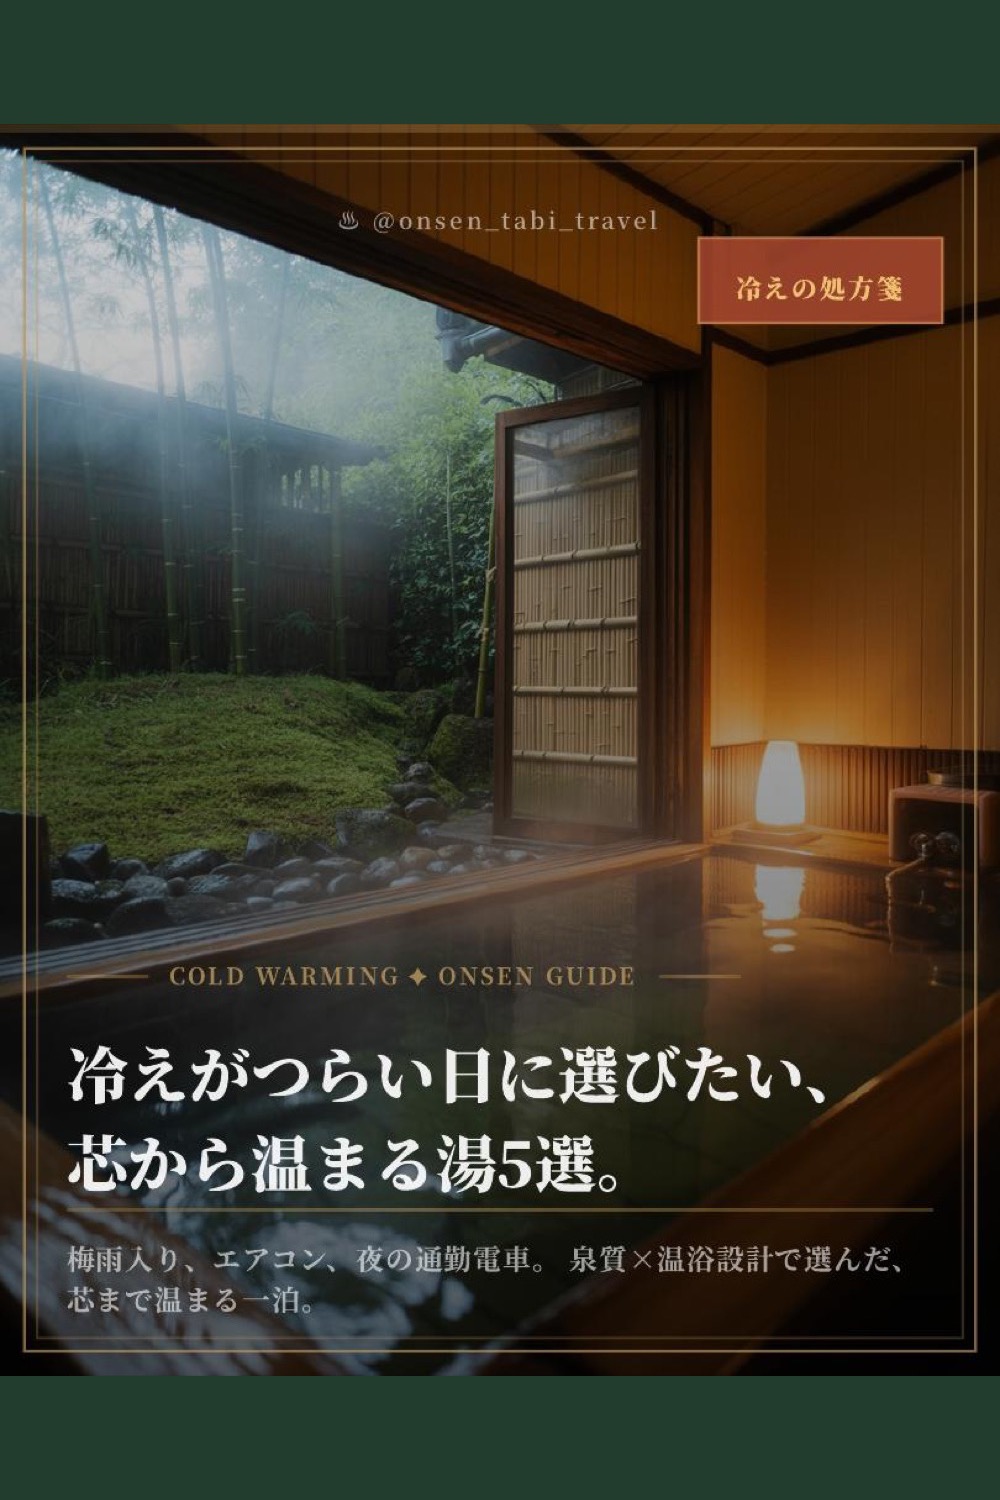 ♨ @onsen_tabi_travel
冷えの処方箋
COLD WARMING ✦ ONSEN GUIDE
冷えがつらい日に選びたい、
芯から温まる湯5選。
梅雨入り、エアコン、夜の通勤電車。 泉質×温浴設計で選んだ、
芯まで温まる一泊。